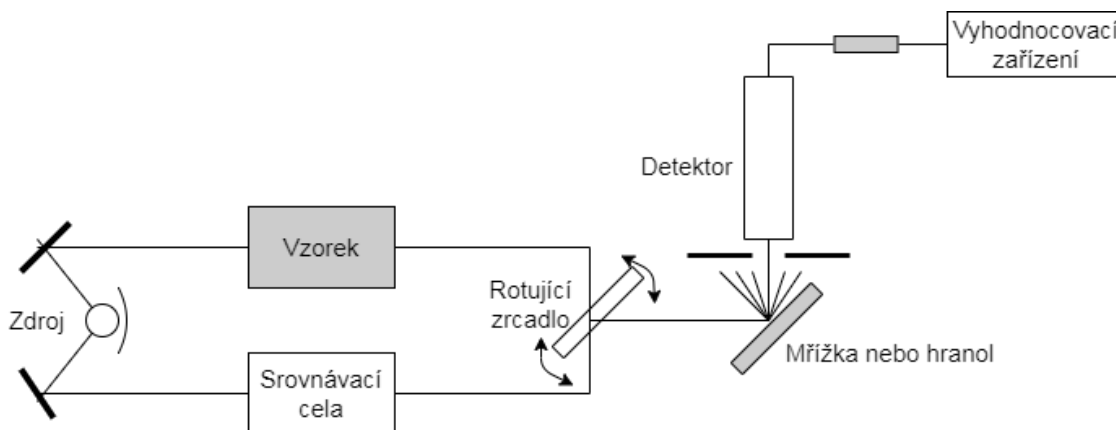 Vyhodnocovací
zařízení
Detektor
Vzorek
Rotující
zrcadlo
Zdroj
Mřížka nebo hranol
Srovnávací
cela